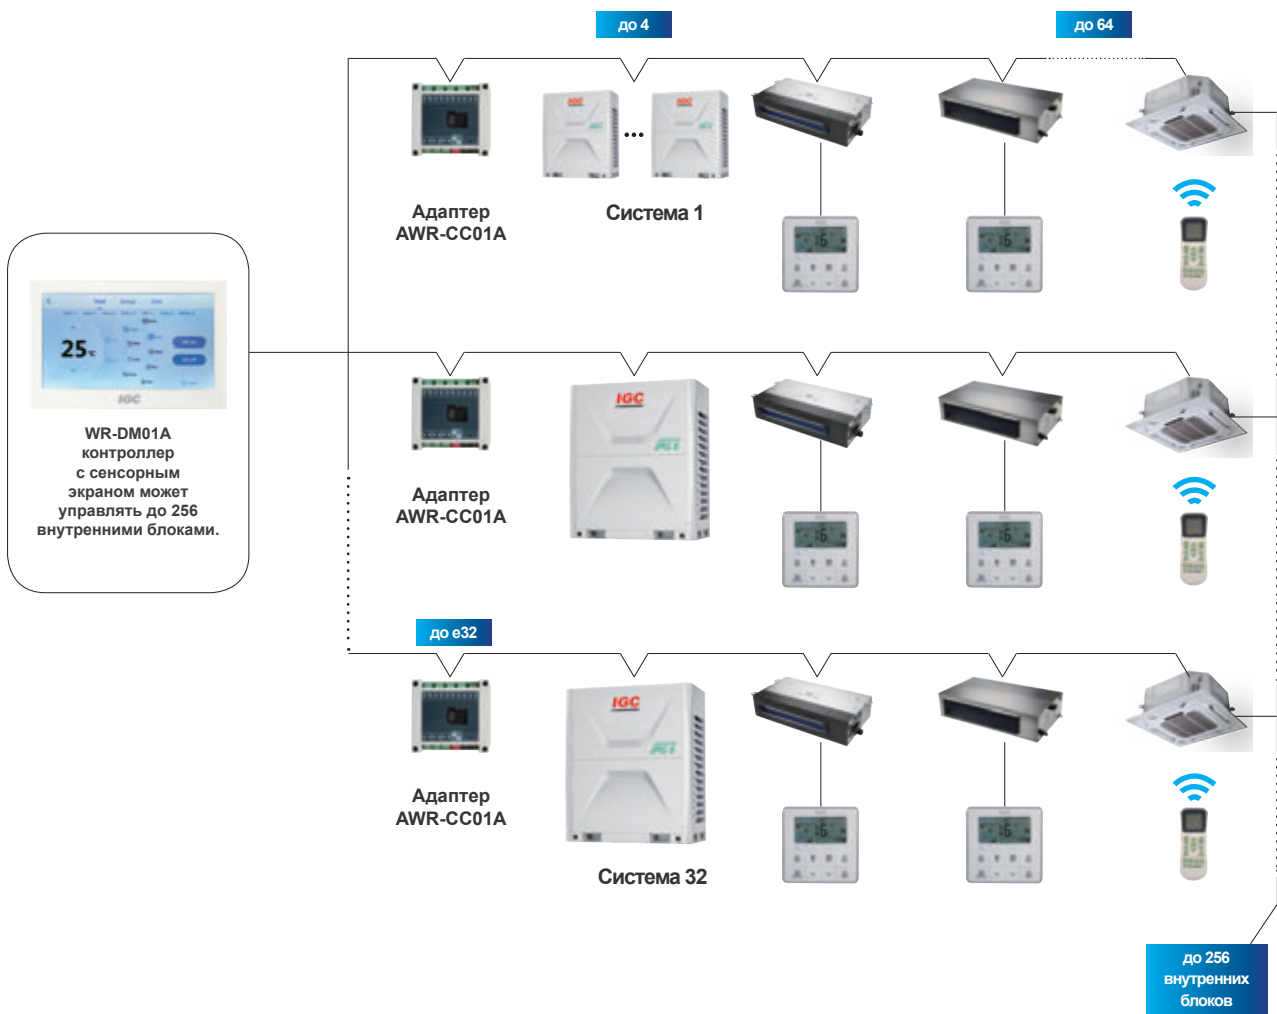 до 4
до 64
IGC
IGC
Адаптер
AWR-CC01A
Система 1
25
IGC
WR-DM01A
контроллер
с сенсорным
экраном может
управлять до 256
внутренними блоками.
IGC
Адаптер
AWR-CC01A
до e32
IGC
Адаптер
AWR-CC01A
Система 32
до 256
внутренних
блоков